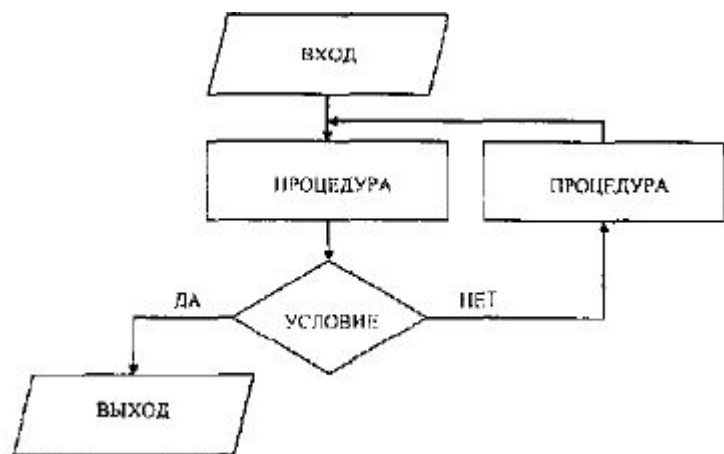 ВХОД
ПРОЦЕДУРА
ПРОЦЕДУРА
ДА
УСЛОВИЕ
НЕТ
ВЫХОД